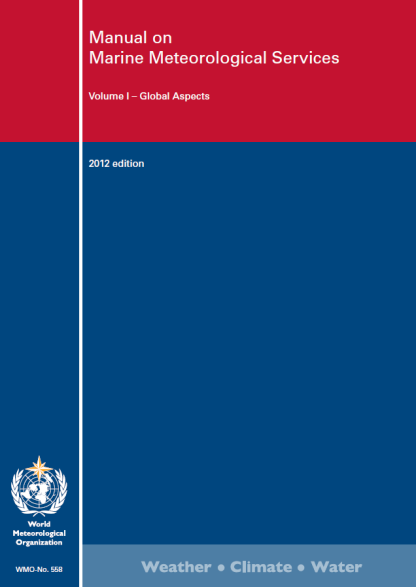 Manual on
Marine Meteorological Services
Volume I – Global Aspects
2012 edition
World
Meteorological
Organization
WMO-No. 558
Weather • Climate • Water